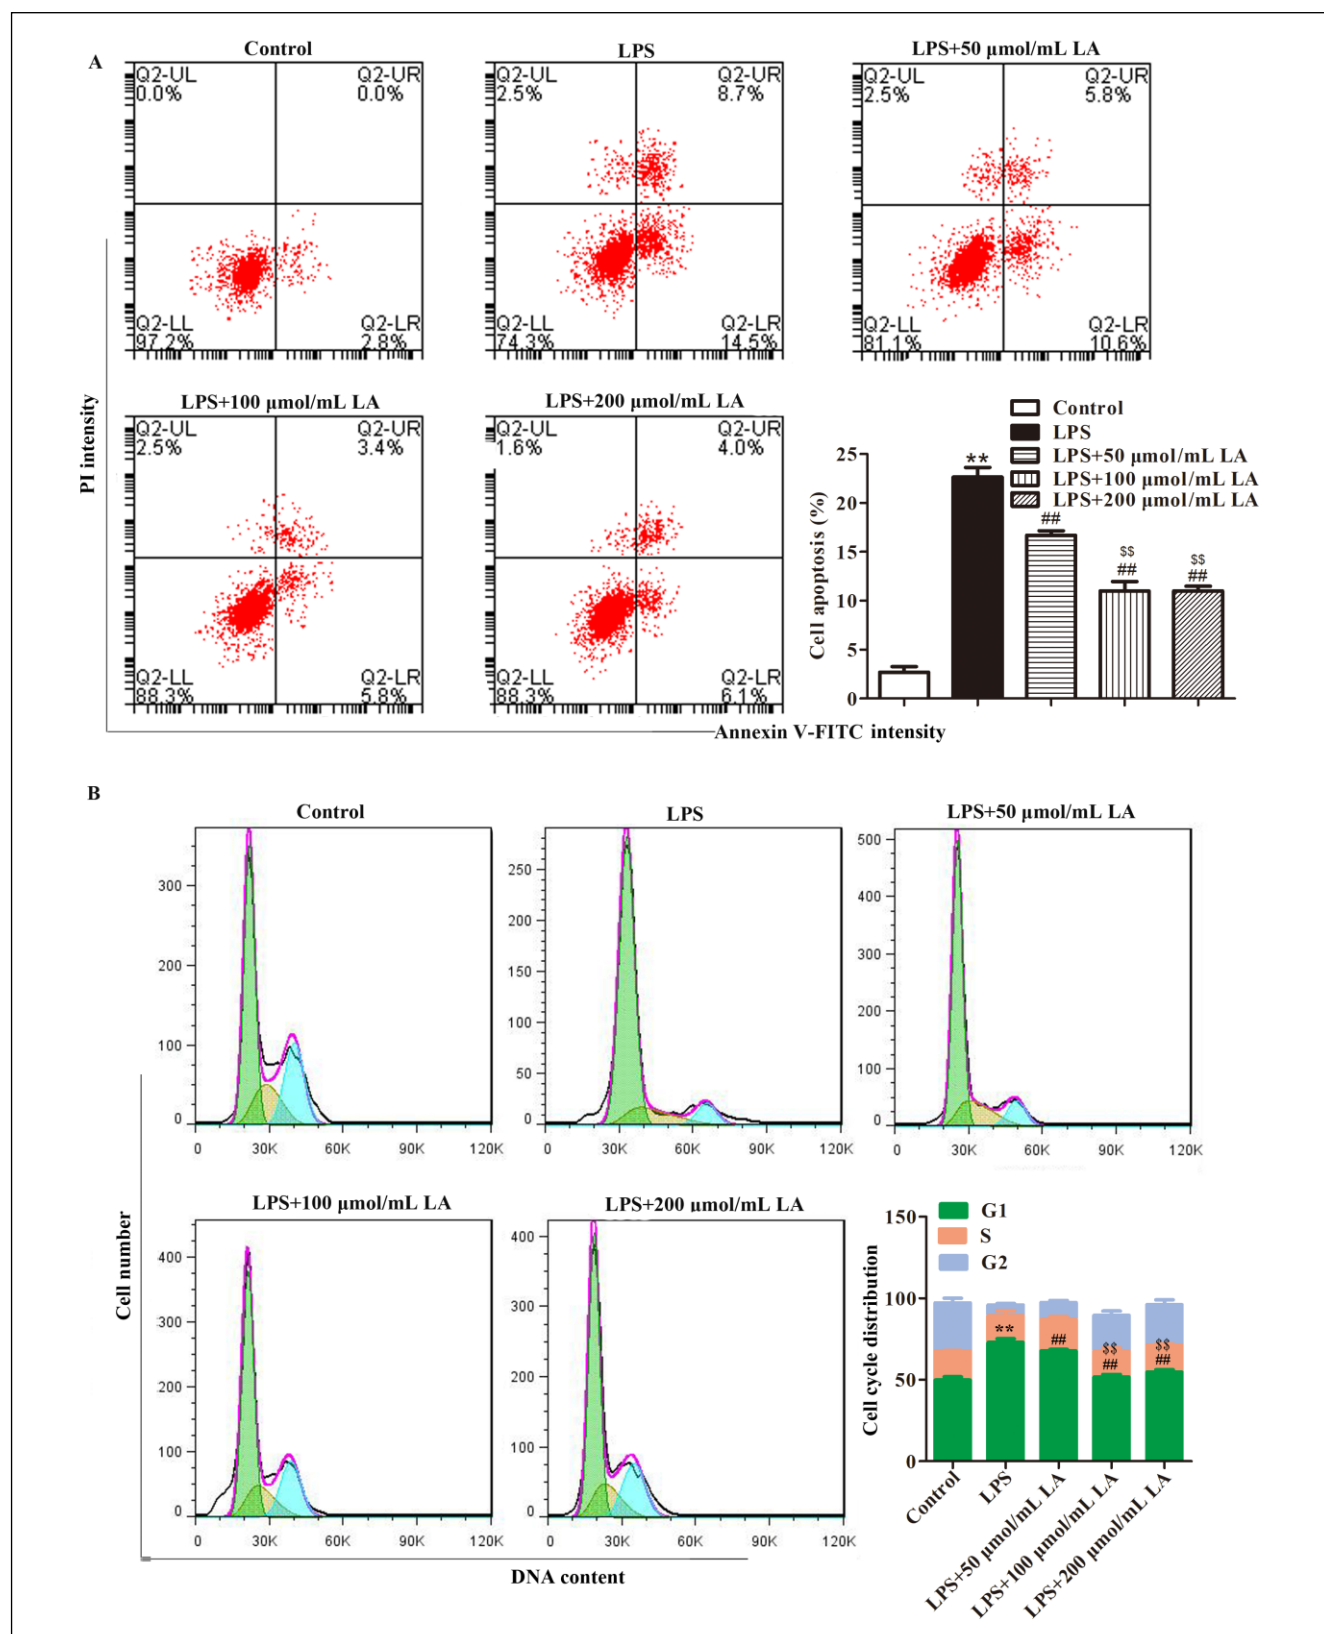 A
Control
Q2-UL
0.0%
Q2-UR
0.0%
Q2-LL
97.2%
Q2-LR
2.8%
LPS
Q2-UL
2.5%
Q2-UR
8.7%
Q2-LL
74.3%
Q2-LR
14.5%
LPS+50 μmol/mL LA
Q2-UL
2.5%
Q2-UR
5.8%
Q2-LL
81.1%
Q2-LR
10.6%
LPS+100 μmol/mL LA
Q2-UL
2.5%
Q2-UR
3.4%
Q2-LL
88.3%
Q2-LR
5.8%
LPS+200 μmol/mL LA
Q2-UL
1.6%
Q2-UR
4.0%
Q2-LL
88.3%
Q2-LR
6.1%
PI intensity
Annexin V-FITC intensity
Control
LPS
LPS+50 μmol/mL LA
LPS+100 μmol/mL LA
LPS+200 μmol/mL LA
Cell apoptosis (%)
25
20
15
10
5
0
**
##
$$
##
$$
##
B
Control
300
200
100
0
0 30K 60K 90K 120K
LPS
250
200
150
100
50
0
0 30K 60K 90K 120K
LPS+50 μmol/mL LA
500
400
300
200
100
0
0 30K 60K 90K 120K
LPS+100 μmol/mL LA
400
300
200
100
0
0 30K 60K 90K 120K
LPS+200 μmol/mL LA
400
300
200
100
0
0 30K 60K 90K 120K
Cell number
DNA content
G1
S
G2
Cell cycle distribution
150
100
50
0
**
##
$$
##
$$
##
Control
LPS
LPS+50 μmol/mL LA
LPS+100 μmol/mL LA
LPS+200 μmol/mL LA